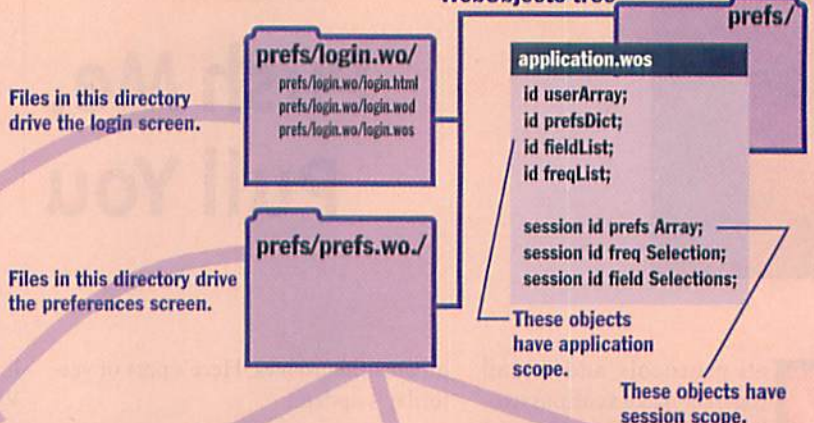 WebObjects tree
prefs/
prefs/login.wo/
prefs/login.wo/login.html
prefs/login.wo/login.wod
prefs/login.wo/login.wos
Files in this directory
drive the login screen.
application.wos
id userArray;
id prefsDict;
id fieldList;
id freqList;
session id prefs Array;
session id freq Selection;
session id field Selections;
prefs/prefs.wo./
Files in this directory drive
the preferences screen.
These objects
have application
scope.
These objects have
session scope.